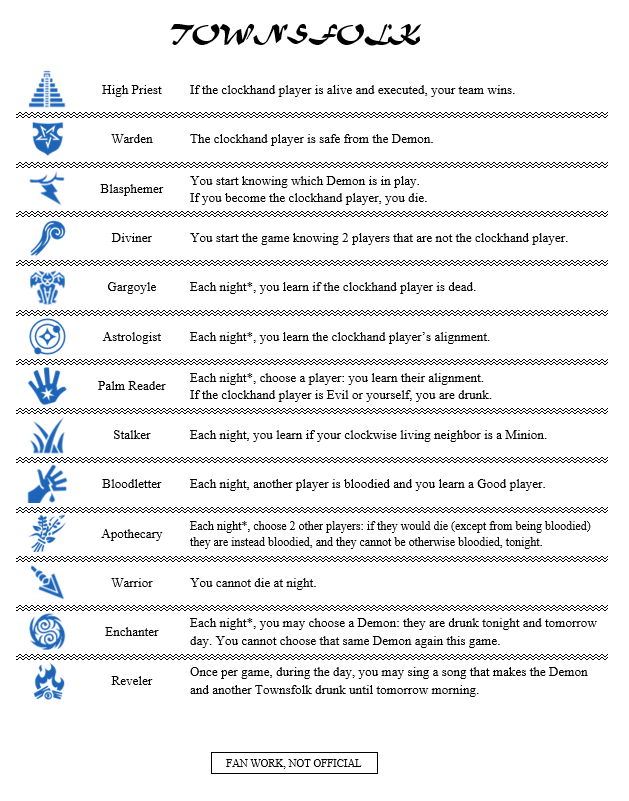 TOWNSFOLK
High Priest If the clockhand player is alive and executed, your team wins.
Warden The clockhand player is safe from the Demon.
Blasphemer You start knowing which Demon is in play.
If you become the clockhand player, you die.
Diviner You start the game knowing 2 players that are not the clockhand player.
Gargoyle Each night*, you learn if the clockhand player is dead.
Astrologist Each night*, you learn the clockhand player’s alignment.
Palm Reader Each night*, choose a player: you learn their alignment.
If the clockhand player is Evil or yourself, you are drunk.
Stalker Each night, you learn if your clockwise living neighbor is a Minion.
Bloodletter Each night, another player is bloodied and you learn a Good player.
Apothecary Each night*, choose 2 other players: if they would die (except from being bloodied)
they are instead bloodied, and they cannot be otherwise bloodied, tonight.
Warrior You cannot die at night.
Enchanter Each night*, you may choose a Demon: they are drunk tonight and tomorrow
day. You cannot choose that same Demon again this game.
Reveler Once per game, during the day, you may sing a song that makes the Demon
and another Townsfolk drunk until tomorrow morning.
FAN WORK, NOT OFFICIAL